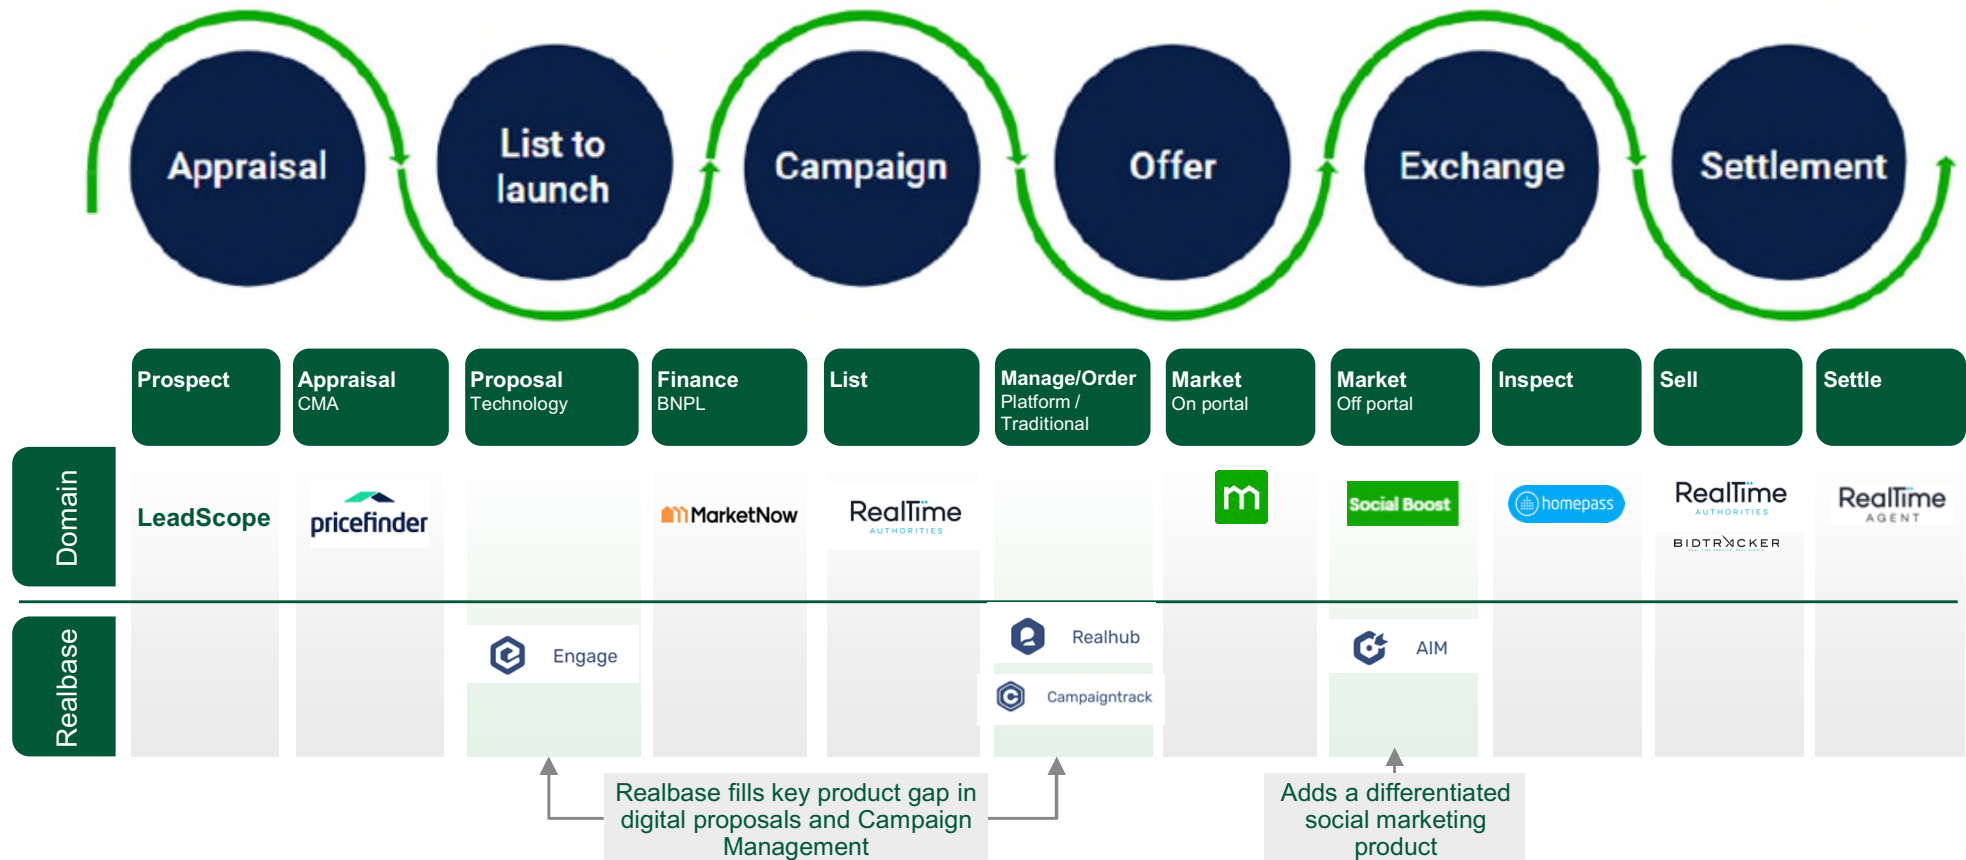 Appraisal
List to
launch
Campaign
Offer
Exchange
Settlement
Prospect
Appraisal
CMA
Proposal
Technology
Finance
BNPL
List
Manage/Order
Platform /
Traditional
Market
On portal
Market
Off portal
Inspect
Sell
Settle
Domain
LeadScope
pricefinder
MarketNow
RealTime
AUTHORITIES
Social Boost
homepass
RealTime
AUTHORITIES
BIDTRACKER
RealTime
AGENT
Realbase
Engage
Realhub
Campaigntrack
AIM
Realbase fills key product gap in
digital proposals and Campaign
Management
Adds a differentiated
social marketing
product